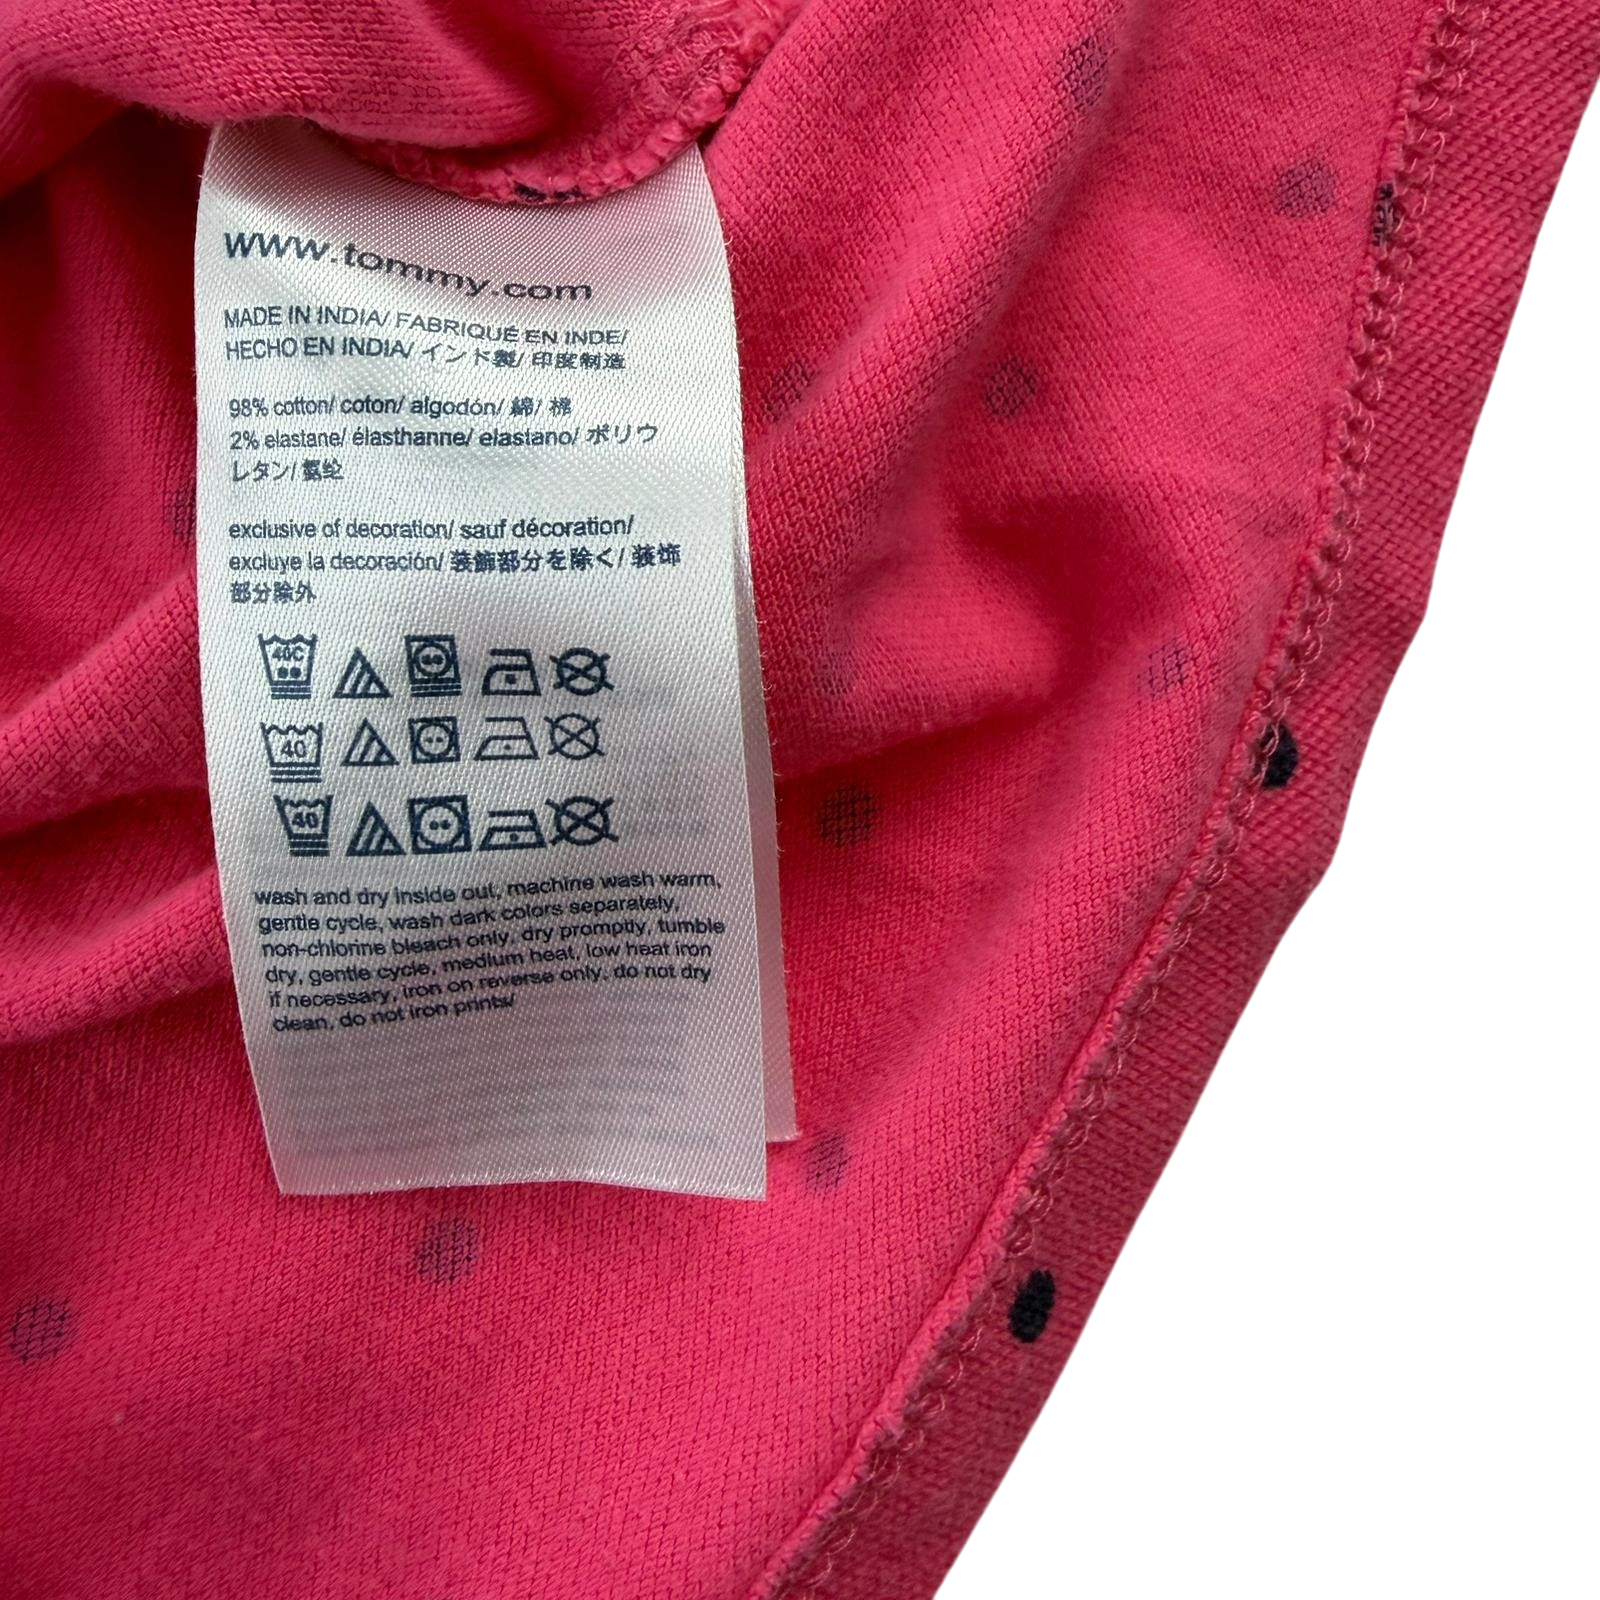 www.tommy.com
MADE IN INDIA/ FABRIQUÉ EN INDE/
HECHO EN INDIA/ インド製/ 印度制造
98% cotton/ coton/ algodón/ 綿/ 棉
2% elastane/ élasthanne/ elastano/ ポリウ
レタン/ 氨纶
exclusive of decoration/ sauf décoration/
excluye la decoración/ 装飾部分を除く/ 装饰
部分除外
40C
40
40
wash and dry inside out, machine wash warm,
gentle cycle, wash dark colors separately,
non-chlorine bleach only, dry promptly, tumble
dry, gentle cycle, medium heat, low heat iron
if necessary, iron on reverse only, do not dry
clean, do not iron prints/